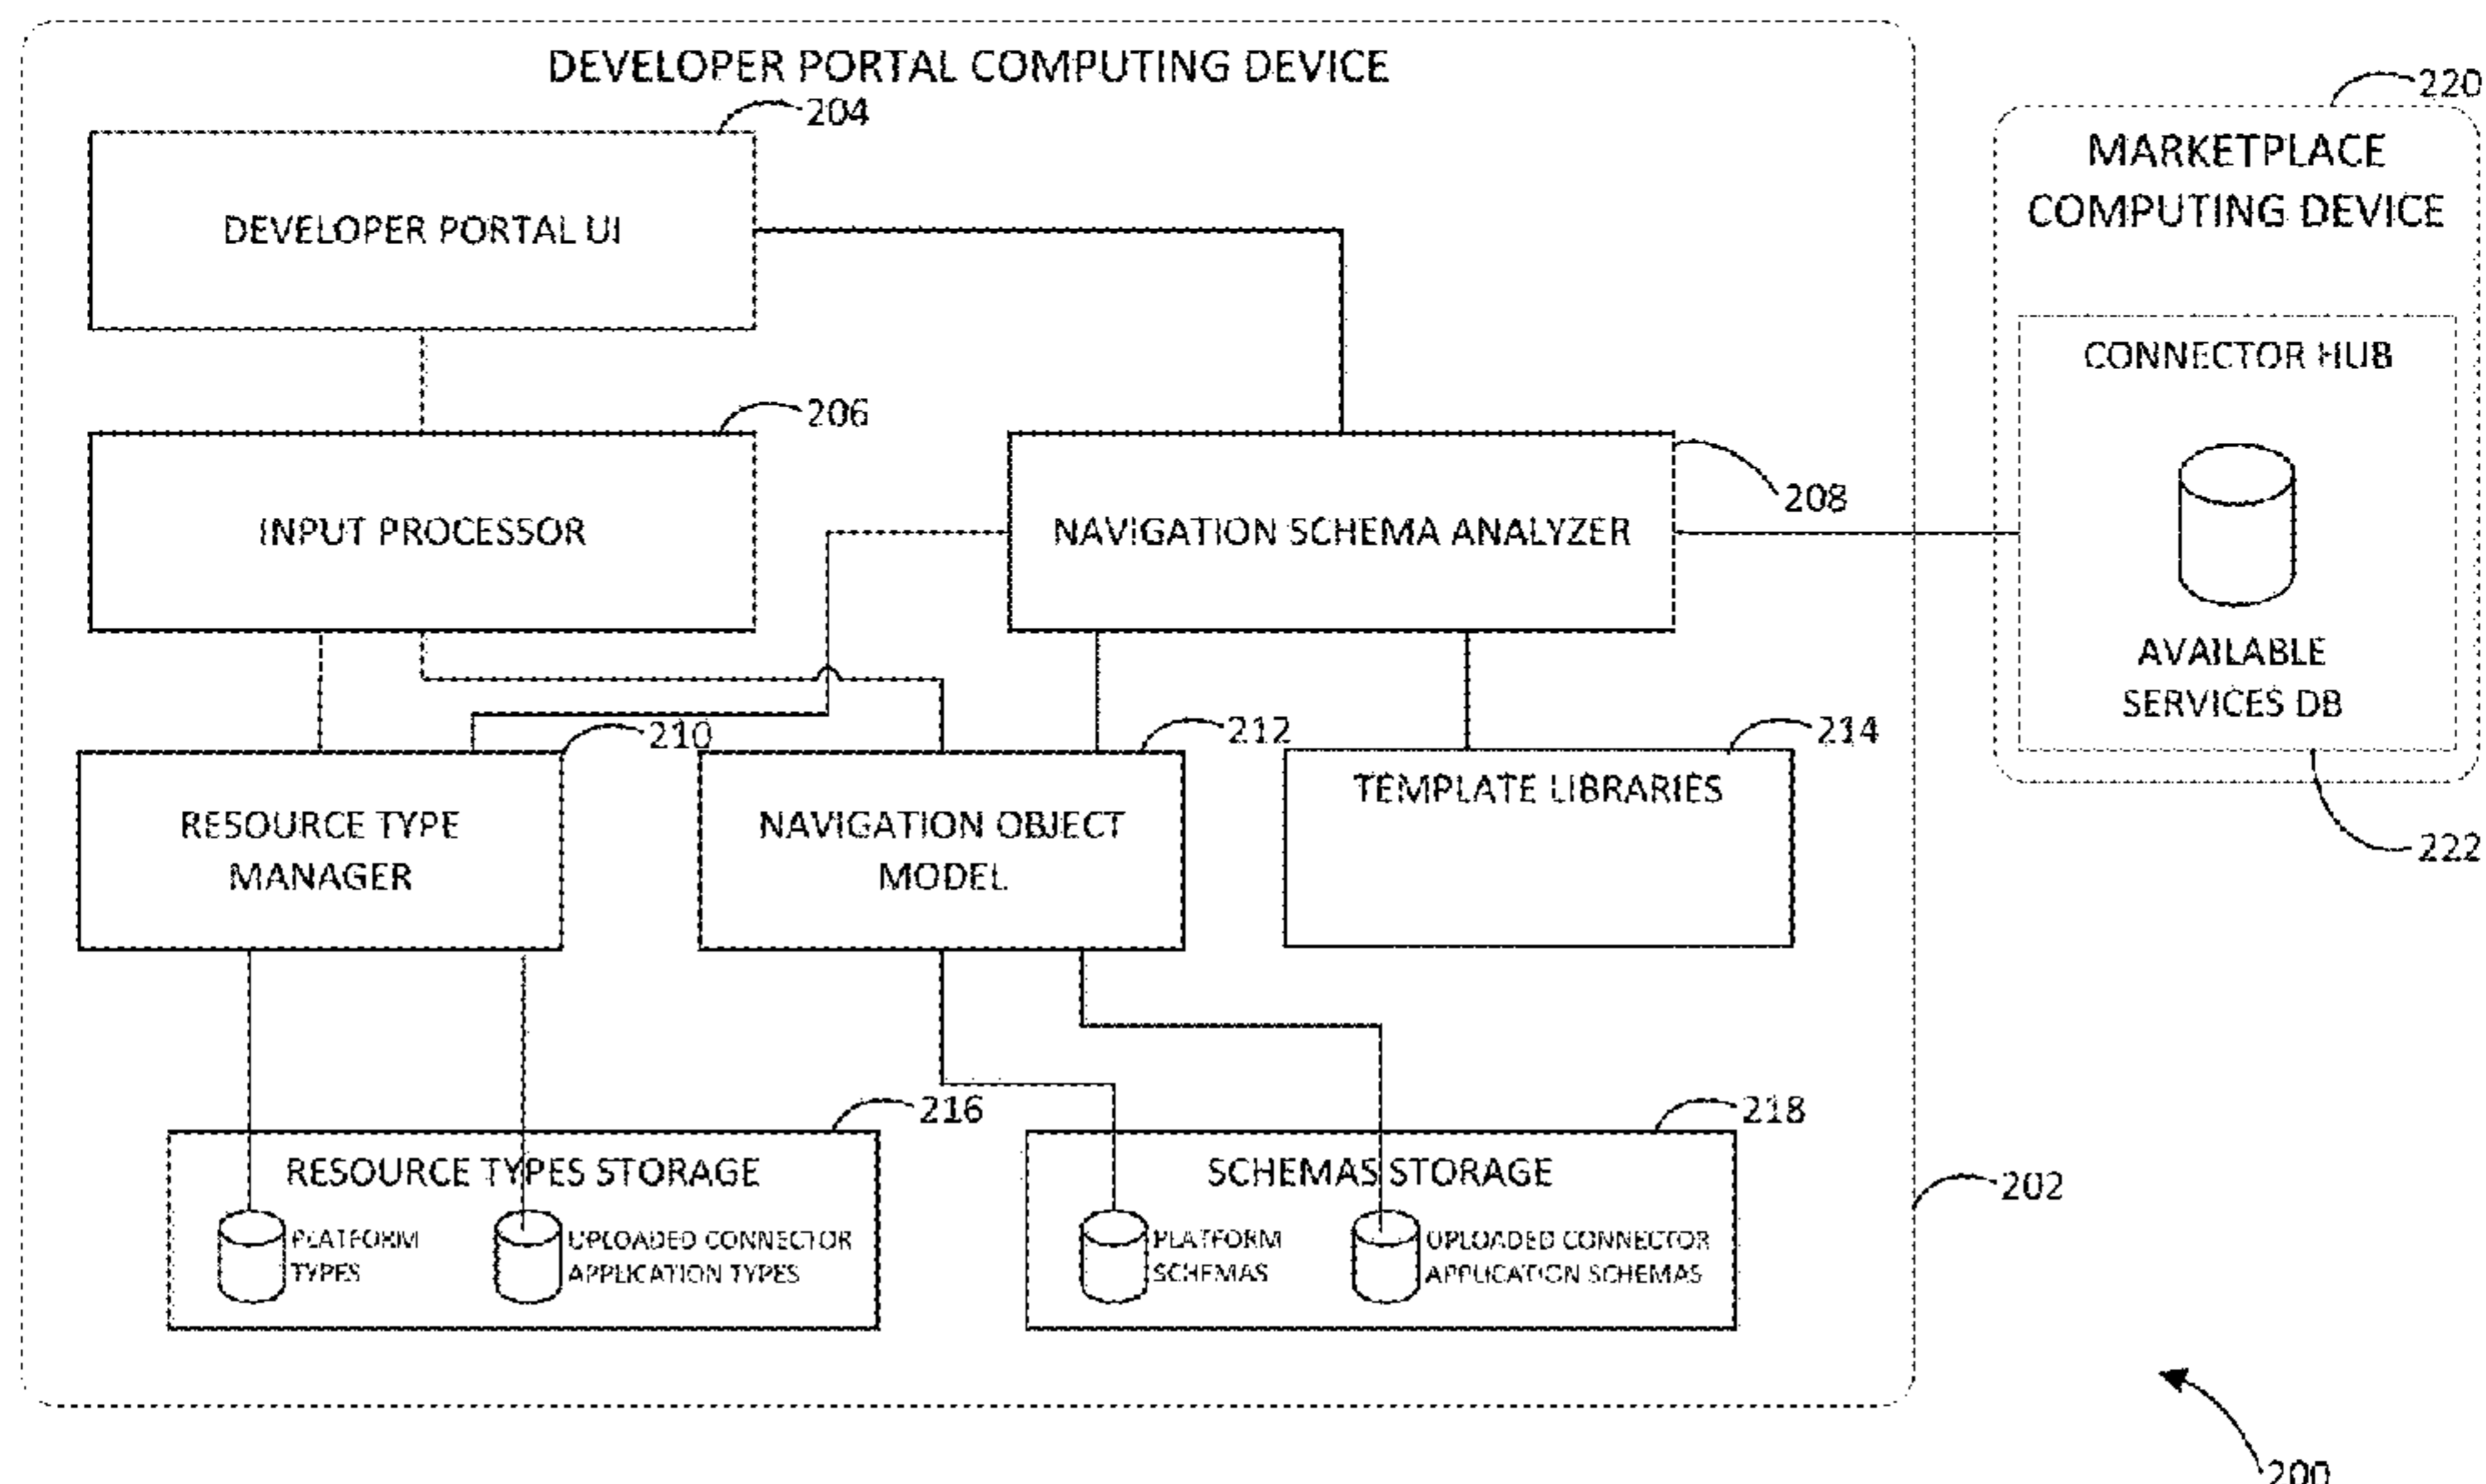 DEVELOPER PORTAL COMPUTING DEVICE
204
220
MARKETPLACE
COMPUTING DEVICE
DEVELOPER PORTAL UI
CONNECTOR HUB
206
208
INPUT PROCESSOR
NAVIGATION SCHEMA ANALYZER
AVAILABLE
SERVICES DB
210
212
214
RESOURCE TYPE
MANAGER
NAVIGATION OBJECT
MODEL
TEMPLATE LIBRARIES
222
216
218
RESOURCE TYPES STORAGE
SCHEMAS STORAGE
202
PLATFORM
TYPES
UPLOADED CONNECTOR
APPLICATION TYPES
PLATFORM
SCHEMAS
UPLOADED CONNECTOR
APPLICATION SCHEMAS
200